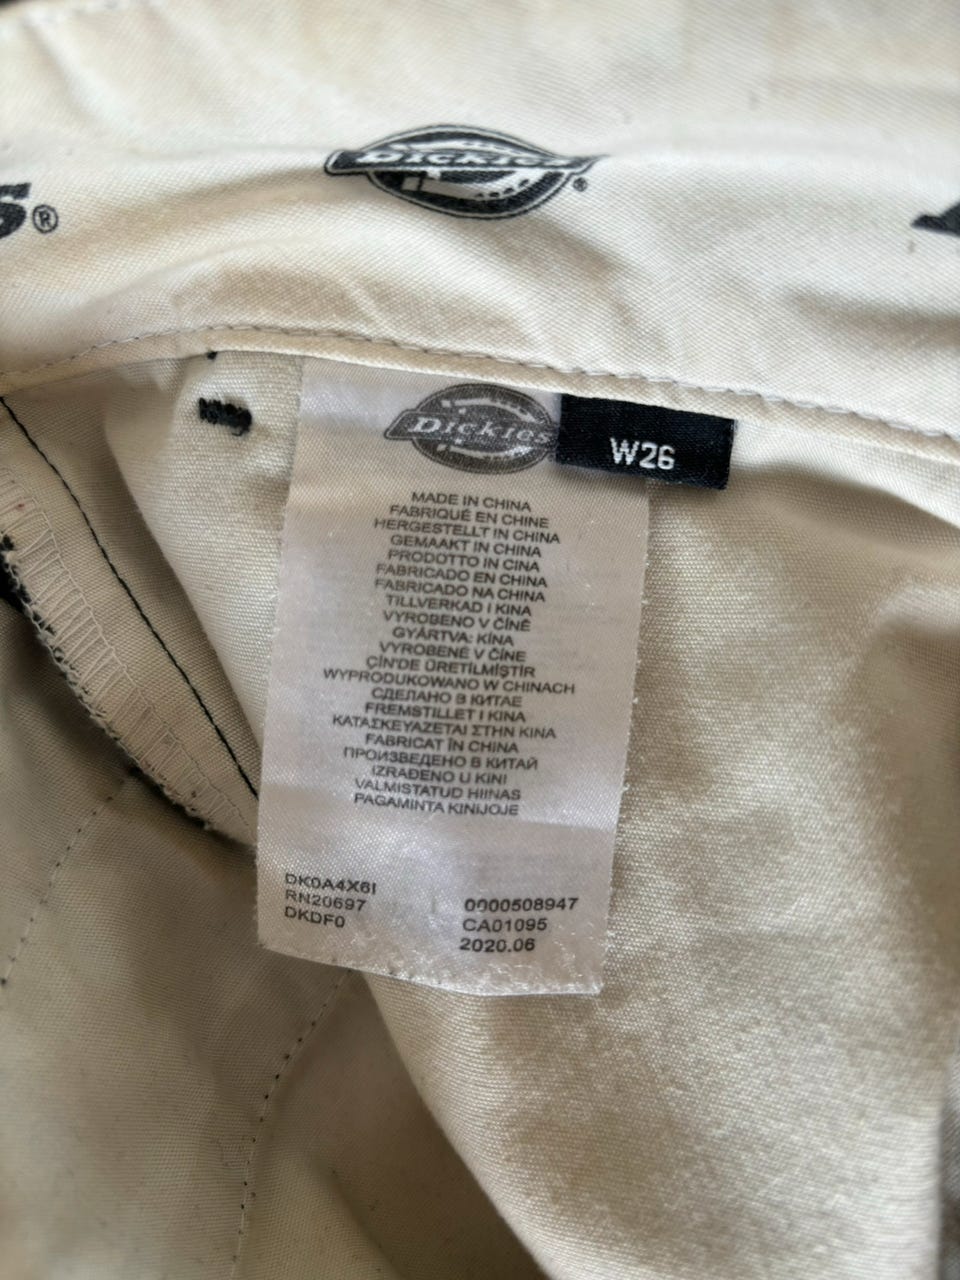 DICKIES
S®
®
Dickies
W26
MADE IN CHINA
FABRIQUÉ EN CHINE
HERGESTELLT IN CHINA
GEMAAKT IN CHINA
PRODOTTO IN CINA
FABRICADO EN CHINA
FABRICADO NA CHINA
TILLVERKAD I KINA
VYROBENO V ČÍNĚ
GYÁRTVA: KÍNA
VYROBENÉ V ČÍNE
ÇİN'DE ÜRETİLMİŞTİR
WYPRODUKOWANO W CHINACH
СДЕЛАНО В КИТАЕ
FREMSTILLET I KINA
ΚΑΤΑΣΚΕΥΑΖΕΤΑΙ ΣΤΗΝ ΚΙΝΑ
FABRICAT ÎN CHINA
ПРОИЗВЕДЕНО В КИТАЙ
IZRAĐENO U KINI
VALMISTATUD HIINAS
PAGAMINTA KINIJOJE
DK0A4X6I
RN20697
DKDF0
0000508947
CA01095
2020.06